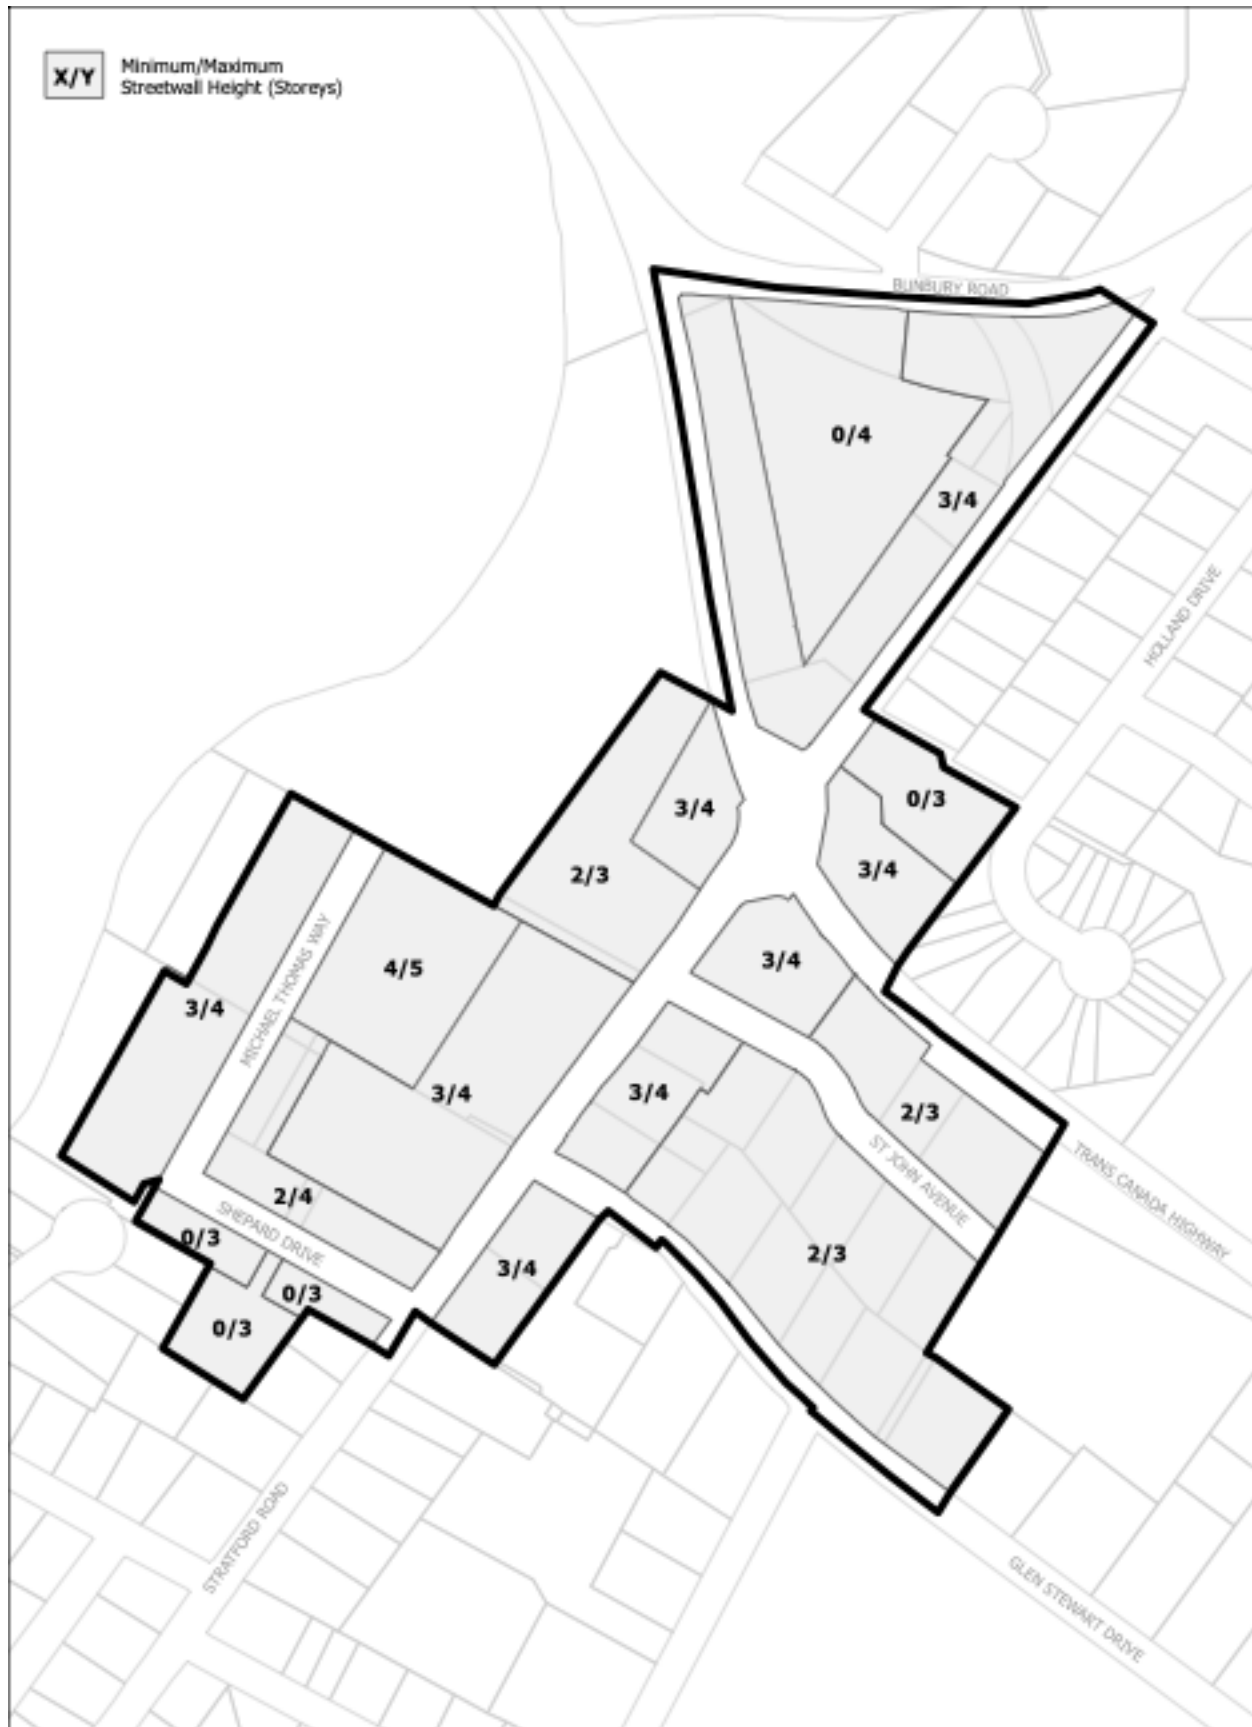 X/Y
Minimum/Maximum
Streetwall Height (Storeys)
BUNBURY ROAD
0/4
3/4
HOLLAND DRIVE
0/3
3/4
3/4
2/3
3/4
4/5
MICHAEL THOMAS WAY
3/4
3/4
3/4
2/3
ST JOHN AVENUE
TRANS CANADA HIGHWAY
2/4
SHEPARD DRIVE
0/3
2/3
3/4
0/3
0/3
STRATFORD ROAD
GLEN STEWART DRIVE